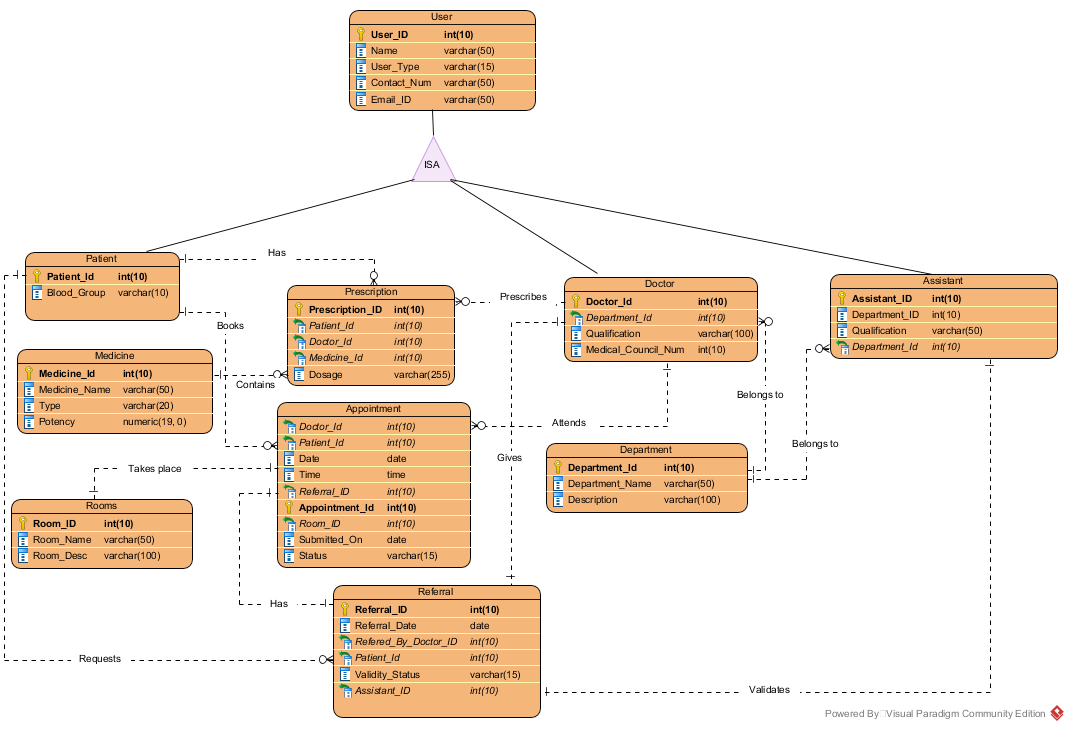 User
User_ID int(10)
Name varchar(50)
User_Type varchar(15)
Contact_Num varchar(50)
Email_ID varchar(50)
ISA
Patient
Patient_Id int(10)
Blood_Group varchar(10)
Has
Prescription
Prescription_ID int(10)
Patient_Id int(10)
Doctor_Id int(10)
Medicine_Id int(10)
Dosage varchar(255)
Prescribes
Doctor
Doctor_Id int(10)
Department_Id int(10)
Qualification varchar(100)
Medical_Council_Num int(10)
Assistant
Assistant_ID int(10)
Department_ID int(10)
Qualification varchar(50)
Department_Id int(10)
Books
Medicine
Medicine_Id int(10)
Medicine_Name varchar(50)
Type varchar(20)
Potency numeric(19, 0)
Contains
Appointment
Doctor_Id int(10)
Patient_Id int(10)
Date date
Time time
Referral_ID int(10)
Appointment_Id int(10)
Room_ID int(10)
Submitted_On date
Status varchar(15)
Attends
Belongs to
Belongs to
Gives
Department
Department_Id int(10)
Department_Name varchar(50)
Description varchar(100)
Takes place
Rooms
Room_ID int(10)
Room_Name varchar(50)
Room_Desc varchar(100)
Has
Referral
Referral_ID int(10)
Referral_Date date
Refered_By_Doctor_ID int(10)
Patient_Id int(10)
Validity_Status varchar(15)
Assistant_ID int(10)
Requests
Validates
Powered By Visual Paradigm Community Edition